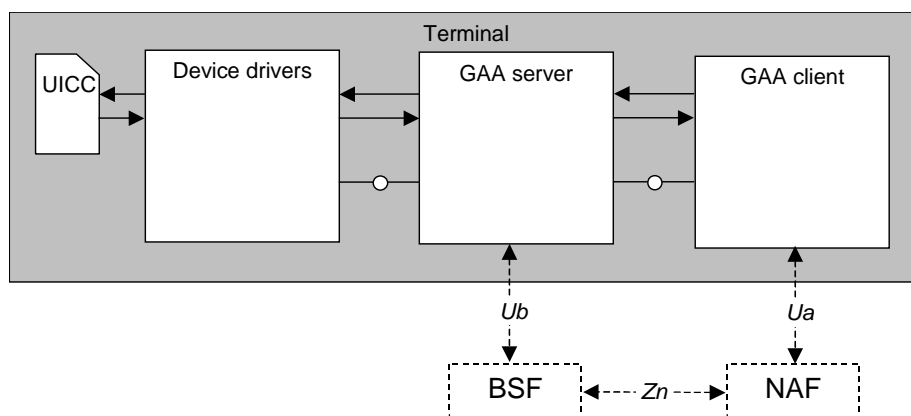 Terminal
UICC
Device drivers
GAA server
GAA client
Ub
Ua
BSF
Zn
NAF